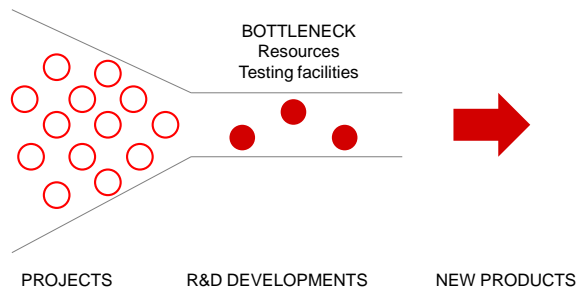 BOTTLENECK
Resources
Testing facilities
PROJECTS
R&D DEVELOPMENTS
NEW PRODUCTS